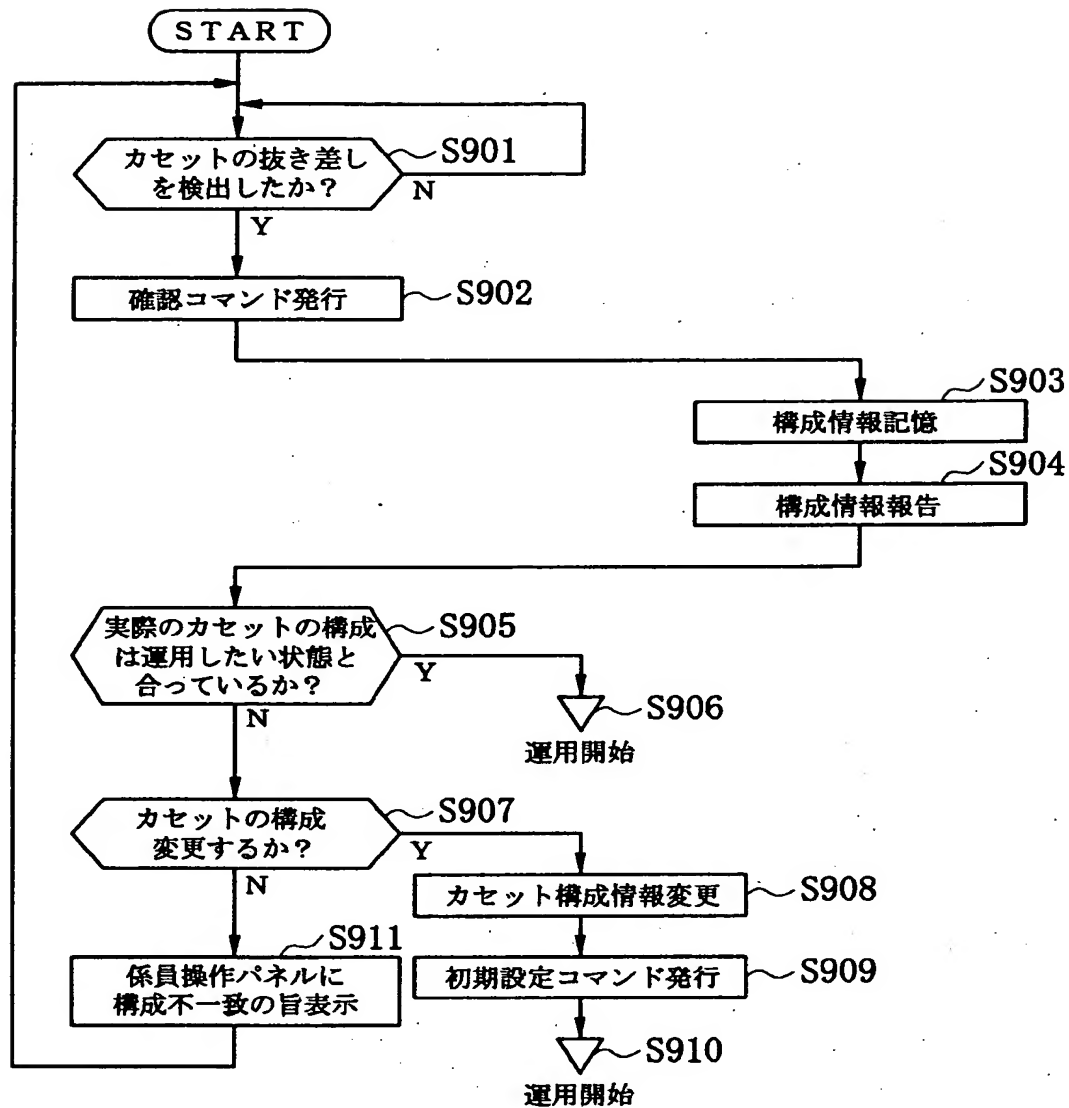 START
カセットの抜き差し
を検出したか?
S901
N
Y
確認コマンド発行
S902
S903
構成情報記憶
S904
構成情報報告
実際のカセットの構成
は運用したい状態と
合っているか?
S905
Y
N
S906
運用開始
カセットの構成
変更するか?
S907
Y
N
カセット構成情報変更
S908
S911
係員操作パネルに
構成不一致の旨表示
初期設定コマンド発行
S909
S910
運用開始